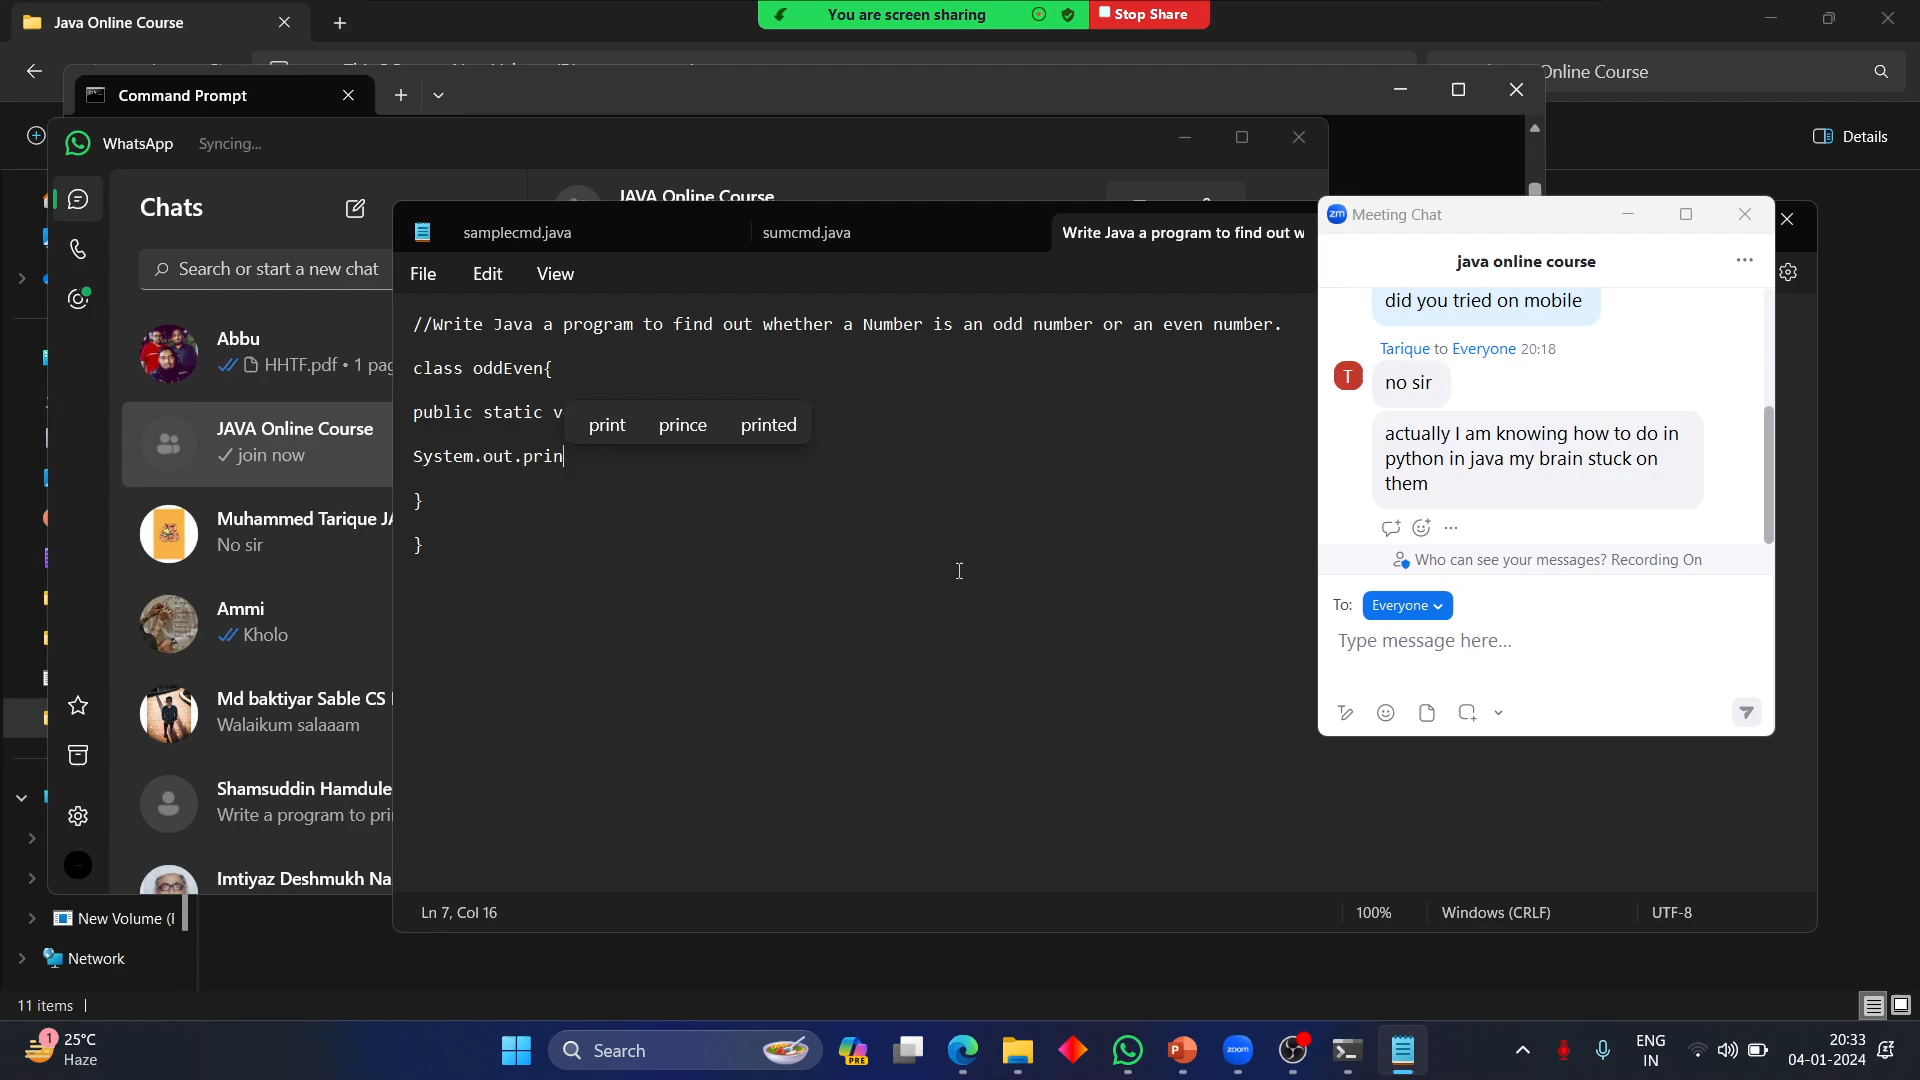 Java Online Course
You are screen sharing
Stop Share
Online Course
Command Prompt
Details
WhatsApp
Syncing...
Meeting Chat
Chats
JAVA Online Course
samplecmd.java
sumcmd.java
Write Java a program to find out w
java online course
Search or start a new chat
File
Edit
View
did you tried on mobile
Tarique to Everyone 20:18
T
no sir
actually I am knowing how to do in
python in java my brain stuck on
them
Who can see your messages? Recording On
To:
Everyone
Type message here...
//Write Java a program to find out whether a Number is an odd number or an even number.
class oddEven{
public static v
print
prince
printed
System.out.prin
}
}
Abbu
HHTF.pdf • 1 pag
JAVA Online Course
join now
Muhammed Tarique JA
No sir
Ammi
Kholo
Md baktiyar Sable CS
Walaikum salaaam
Shamsuddin Hamdule
Write a program to pri
Imtiyaz Deshmukh Na
Ln 7, Col 16
100%
Windows (CRLF)
UTF-8
New Volume (
Network
11 items
1
25°C
Haze
Search
PRE
zoom
ENG
IN
20:33
04-01-2024